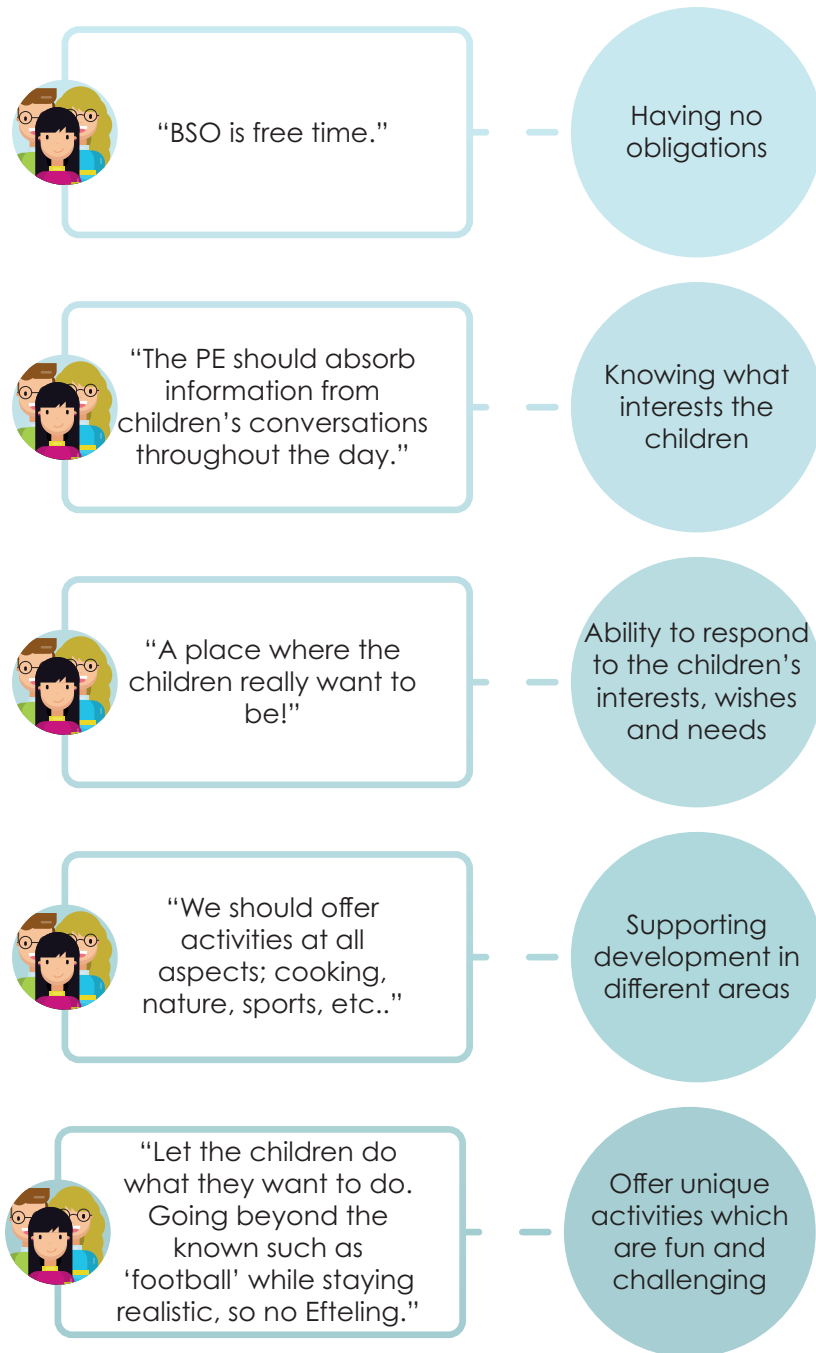 “BSO is free time.”
Having no
obligations
“The PE should absorb
information from
children’s conversations
throughout the day.”
Knowing what
interests the
children
“A place where the
children really want to
be!”
Ability to respond
to the children’s
interests, wishes
and needs
“We should offer
activities at all
aspects; cooking,
nature, sports, etc..”
Supporting
development in
different areas
“Let the children do
what they want to do.
Going beyond the
known such as
‘football’ while staying
realistic, so no Efteling.”
Offer unique
activities which
are fun and
challenging